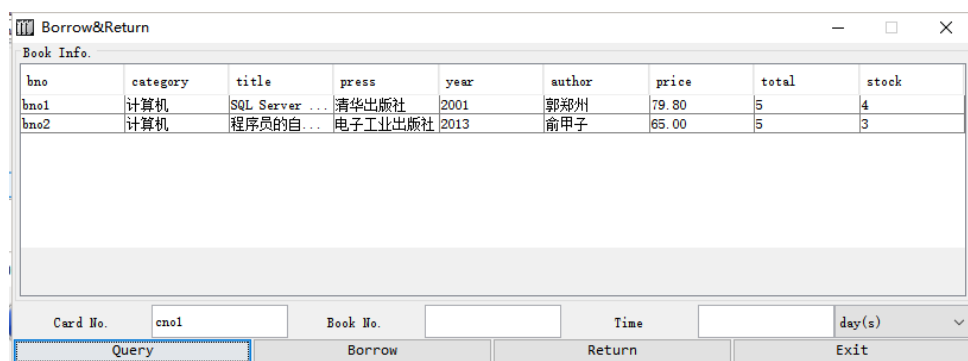 Borrow&Return
Book Info.
bno category title press year author price total stock
bno1 计算机 SQL Server ... 清华出版社 2001 郭郑州 79.80 5 4
bno2 计算机 程序员的自... 电子工业出版社 2013 俞甲子 65.00 5 3
Card No. cno1 Book No. Time day(s)
Query Borrow Return Exit